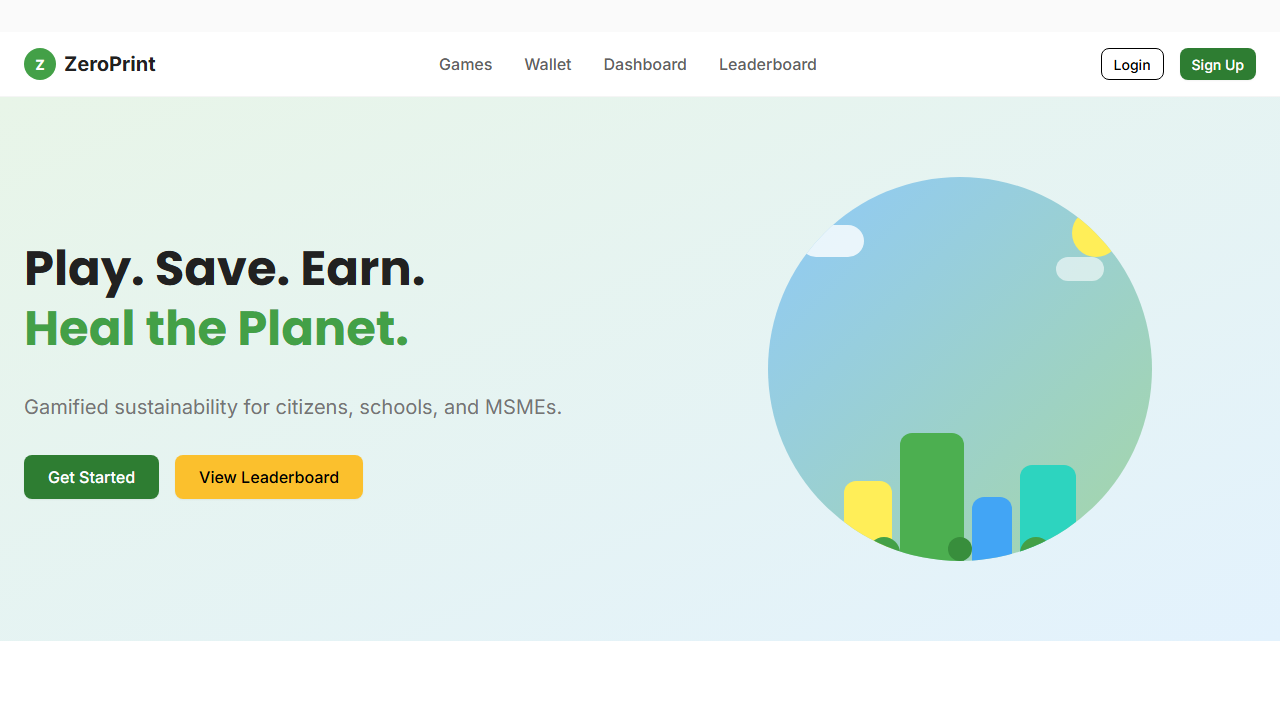 Z ZeroPrint
Games Wallet Dashboard Leaderboard
Login Sign Up
Play. Save. Earn.
Heal the Planet.
Gamified sustainability for citizens, schools, and MSMEs.
Get Started View Leaderboard